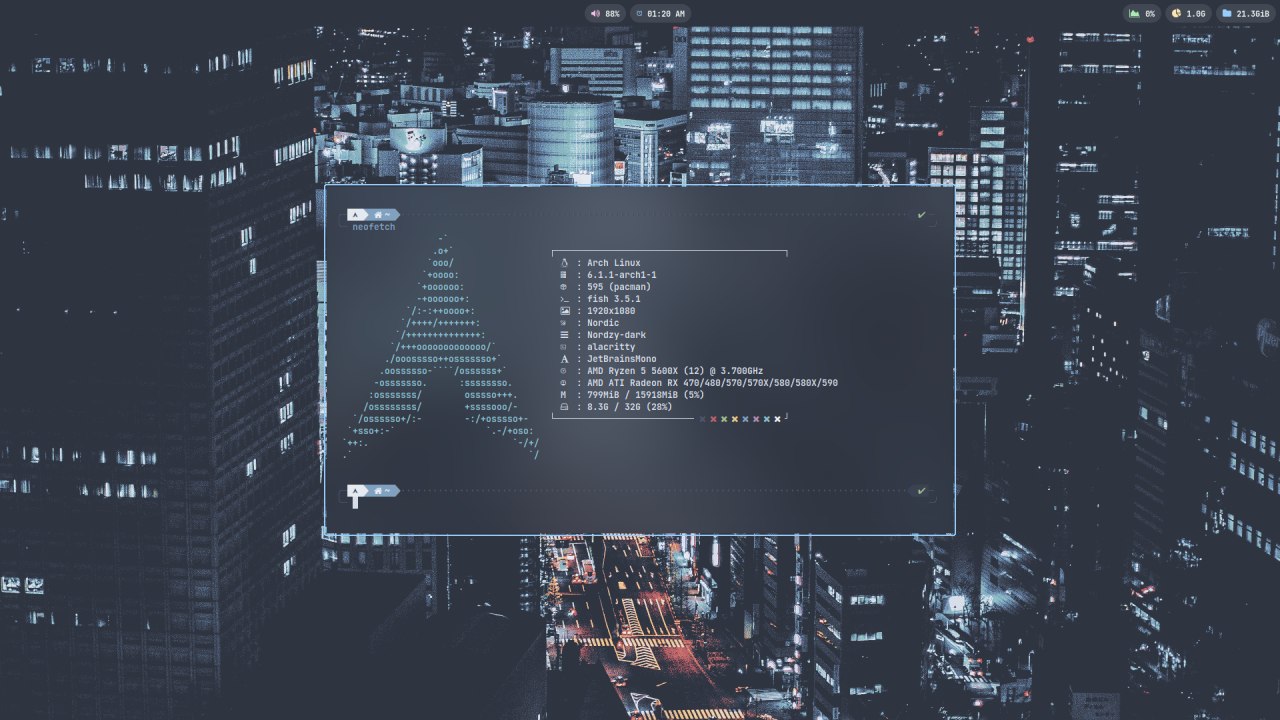 88% 01:20 AM 0% 1.0G 21.3GiB
~
neofetch
-`
.o+`
`ooo/
`+oooo:
`+oooooo:
-+oooooo+:
`/:-:++oooo+:
`/++++/+++++++:
`/++++++++++++++:
`/+++ooooooooooooo/`
./ooosssso++osssssso+`
.oossssso-````/ossssss+`
-osssssso. :ssssssso.
:osssssss/ osssso+++.
/ossssssss/ +ssssooo/-
`/ossssso+/:- -:/+osssso+-
`+sso+:-` `.-/+oso:
`++:. `-/+/
.` `/
: Arch Linux
: 6.1.1-arch1-1
: 595 (pacman)
>_ : fish 3.5.1
: 1920x1080
: Nordic
: Nordzy-dark
: alacritty
A : JetBrainsMono
: AMD Ryzen 5 5600X (12) @ 3.700GHz
: AMD ATI Radeon RX 470/480/570/570X/580/580X/590
M : 799MiB / 15918MiB (5%)
: 8.3G / 32G (28%)
~